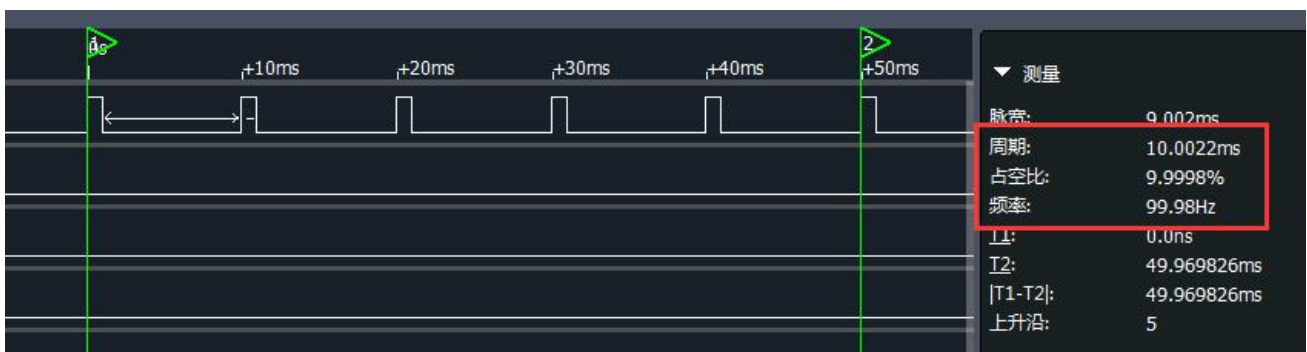 0s
1
2
+10ms +20ms +30ms +40ms +50ms
测量
脉宽: 9.002ms
周期: 10.0022ms
占空比: 9.9998%
频率: 99.98Hz
T1: 0.0ns
T2: 49.969826ms
|T1-T2|: 49.969826ms
上升沿: 5